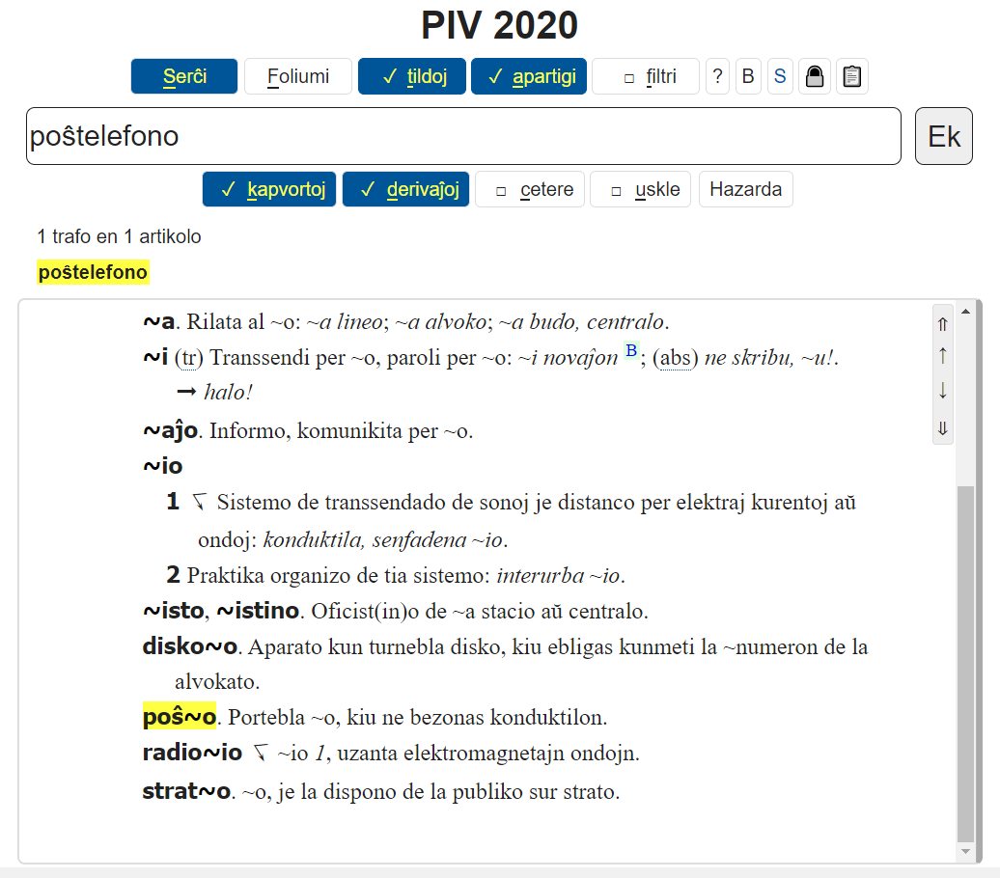 PIV 2020
Serĉi Foliumi ✓ tildoj ✓ apartigi □ filtri ? B S
poŝtelefono Ek
✓ kapvortoj ✓ derivaĵoj □ cetere □ uskle Hazarda
1 trafo en 1 artikolo
poŝtelefono
~a. Rilata al ~o: ~a lineo; ~a alvoko; ~a budo, centralo.
~i (tr) Transsendi per ~o, paroli per ~o: ~i novaĵon B; (abs) ne skribu, ~u!.
➞ halo!
~aĵo. Informo, komunikita per ~o.
~io
1 Sistemo de transsendado de sonoj je distanco per elektraj kurentoj aŭ
ondoj: konduktila, senfadena ~io.
2 Praktika organizo de tia sistemo: interurba ~io.
~isto, ~istino. Oficist(in)o de ~a stacio aŭ centralo.
disko~o. Aparato kun turnebla disko, kiu ebligas kunmeti la ~numeron de la
alvokato.
poŝ~o. Portebla ~o, kiu ne bezonas konduktilon.
radio~io ~io 1, uzanta elektromagnetajn ondojn.
strat~o. ~o, je la dispono de la publiko sur strato.
⇑
↑
↓
⇓